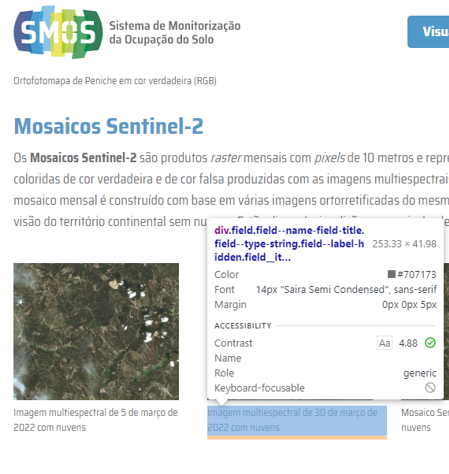 SMOS
Sistema de Monitorização
da Ocupação do Solo
Visu
Ortofotomapa de Peniche em cor verdadeira (RGB)
Mosaicos Sentinel-2
Os Mosaicos Sentinel-2 são produtos raster mensais com pixels de 10 metros e repre
coloridas de cor verdadeira e de cor falsa produzidas com as imagens multiespectrai
mosaico mensal é construído com base em várias imagens ortorretificadas do mesm
visão do território continental sem
div.field.field--name-field-title.
field--type-string.field--label-h
idden.field__it...
253.33 × 41.98
Color #707173
Font 14px "Saira Semi Condensed", sans-serif
Margin 0px 0px 5px
ACCESSIBILITY
Contrast Aa 4.88
Name
Role generic
Keyboard-focusable
Imagem multiespectral de 5 de março de
2022 com nuvens
Imagem multiespectral de 30 de março de
2022 com nuvens
Mosaico Se
nuvens